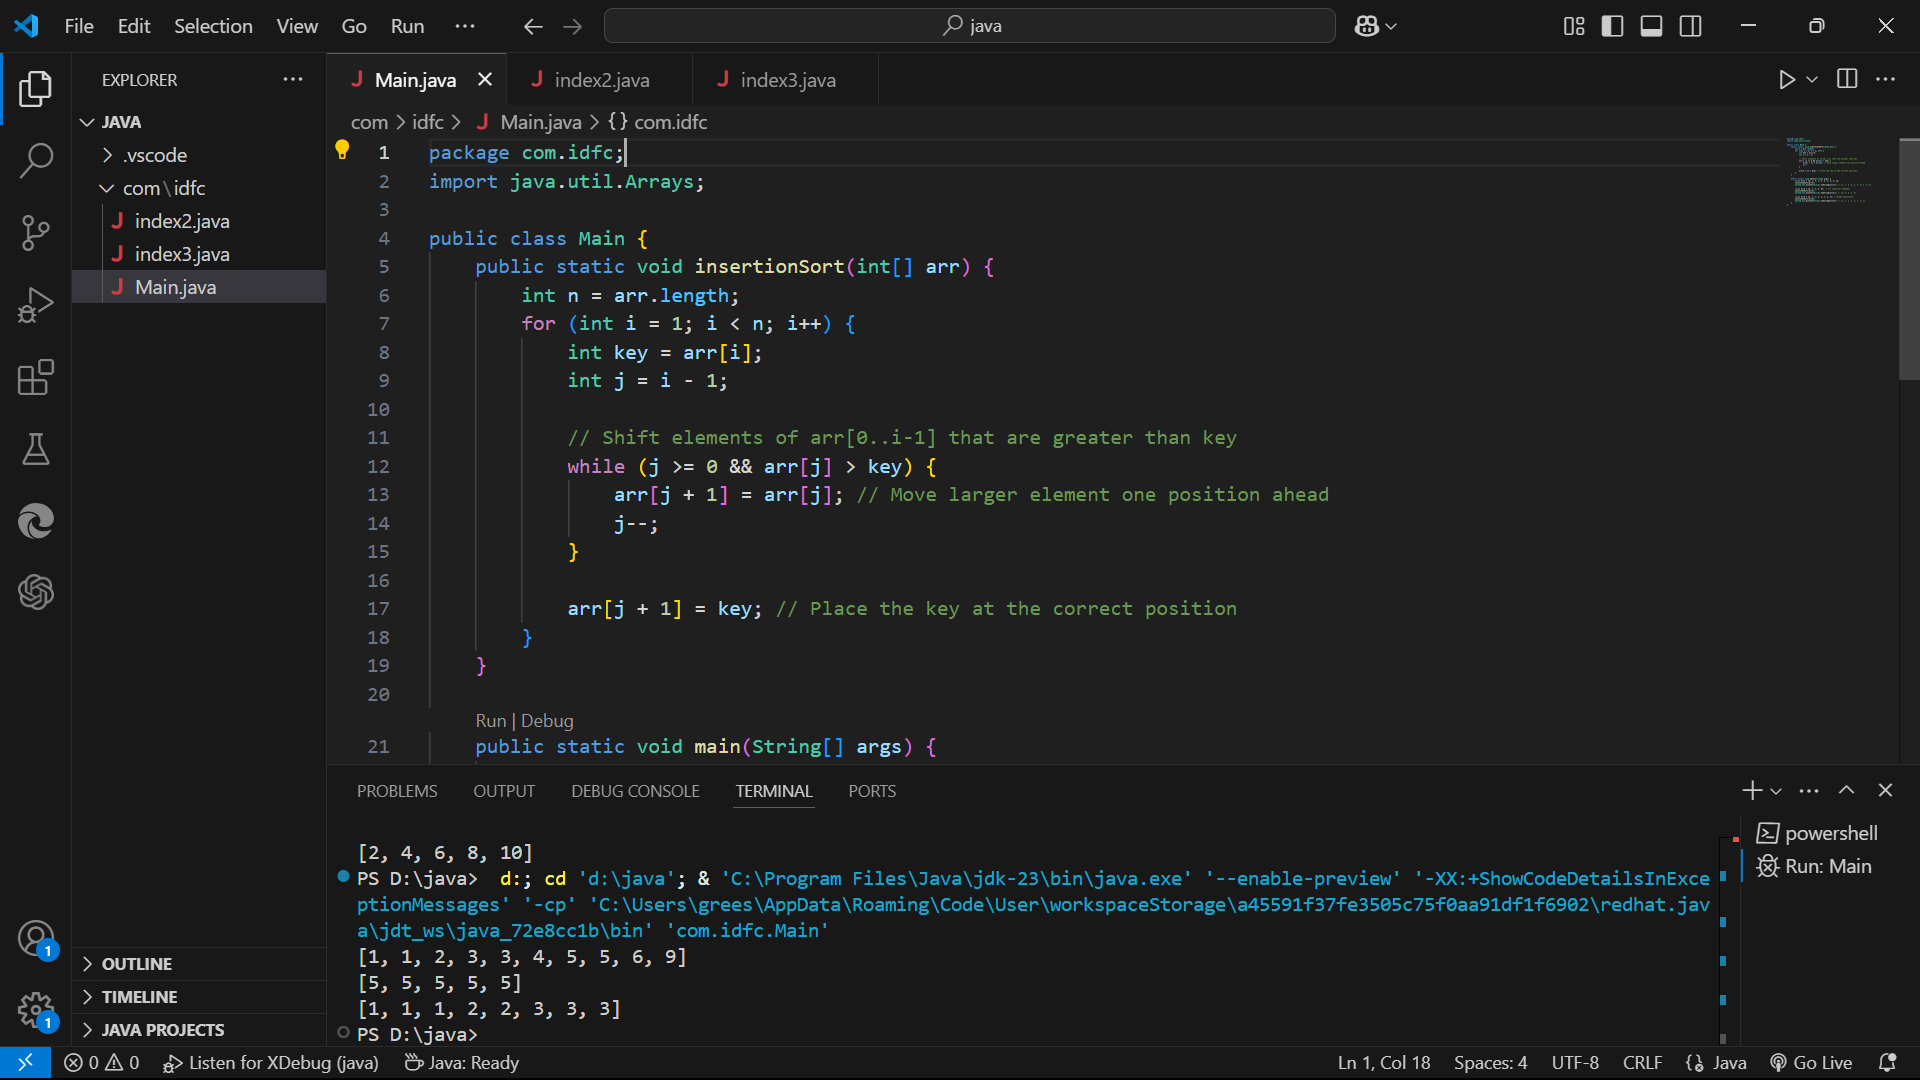 File Edit Selection View Go Run ···
java
EXPLORER ···
JAVA
.vscode
com\idfc
index2.java
index3.java
Main.java
OUTLINE
TIMELINE
JAVA PROJECTS
Main.java index2.java index3.java
com > idfc > Main.java > {} com.idfc
1 package com.idfc;
2 import java.util.Arrays;
3
4 public class Main {
5 public static void insertionSort(int[] arr) {
6 int n = arr.length;
7 for (int i = 1; i < n; i++) {
8 int key = arr[i];
9 int j = i - 1;
10
11 // Shift elements of arr[0..i-1] that are greater than key
12 while (j >= 0 && arr[j] > key) {
13 arr[j + 1] = arr[j]; // Move larger element one position ahead
14 j--;
15 }
16
17 arr[j + 1] = key; // Place the key at the correct position
18 }
19 }
20
Run | Debug
21 public static void main(String[] args) {
PROBLEMS OUTPUT DEBUG CONSOLE TERMINAL PORTS
[2, 4, 6, 8, 10]
PS D:\java> d:; cd 'd:\java'; & 'C:\Program Files\Java\jdk-23\bin\java.exe' '--enable-preview' '-XX:+ShowCodeDetailsInExce
ptionMessages' '-cp' 'C:\Users\grees\AppData\Roaming\Code\User\workspaceStorage\a45591f37fe3505c75f0aa91df1f6902\redhat.jav
a\jdt_ws\java_72e8cc1b\bin' 'com.idfc.Main'
[1, 1, 2, 3, 3, 4, 5, 5, 6, 9]
[5, 5, 5, 5, 5]
[1, 1, 1, 2, 2, 3, 3, 3]
PS D:\java>
powershell
Run: Main
1
1
0 0 Listen for XDebug (java) Java: Ready Ln 1, Col 18 Spaces: 4 UTF-8 CRLF Java Go Live